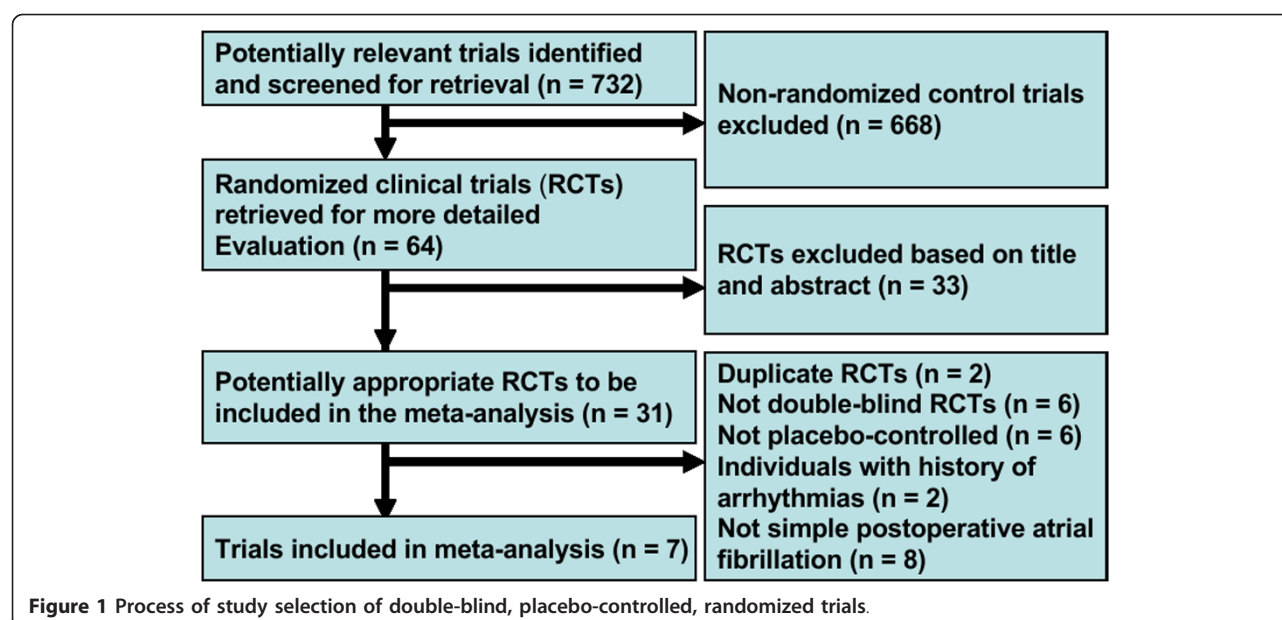 Potentially relevant trials identified
and screened for retrieval (n = 732)
Non-randomized control trials
excluded (n = 668)
Randomized clinical trials (RCTs)
retrieved for more detailed
Evaluation (n = 64)
RCTs excluded based on title
and abstract (n = 33)
Potentially appropriate RCTs to be
included in the meta-analysis (n = 31)
Duplicate RCTs (n = 2)
Not double-blind RCTs (n = 6)
Not placebo-controlled (n = 6)
Individuals with history of
arrhythmias (n = 2)
Not simple postoperative atrial
fibrillation (n = 8)
Trials included in meta-analysis (n = 7)
Figure 1 Process of study selection of double-blind, placebo-controlled, randomized trials.